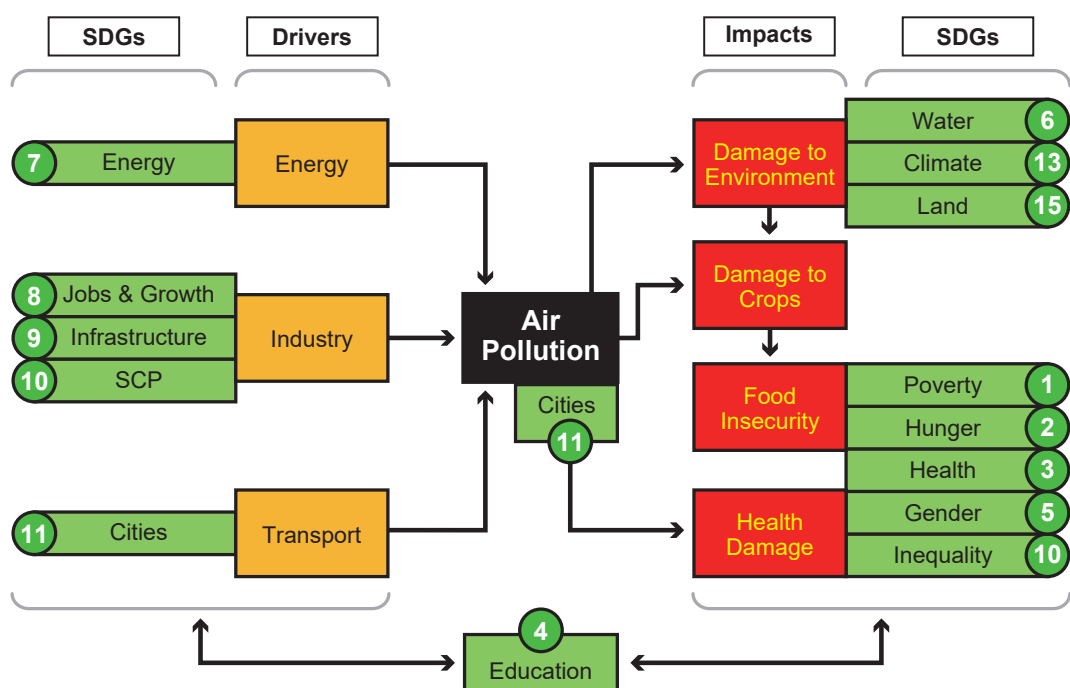 SDGs
Drivers
Impacts
SDGs
7 Energy
Energy
8 Jobs & Growth
9 Infrastructure
10 SCP
Industry
11 Cities
Transport
Air
Pollution
Cities
11
Damage to
Environment
Water 6
Climate 13
Land 15
Damage to
Crops
Food
Insecurity
Poverty 1
Hunger 2
Health 3
Gender 5
Inequality 10
Health
Damage
4
Education